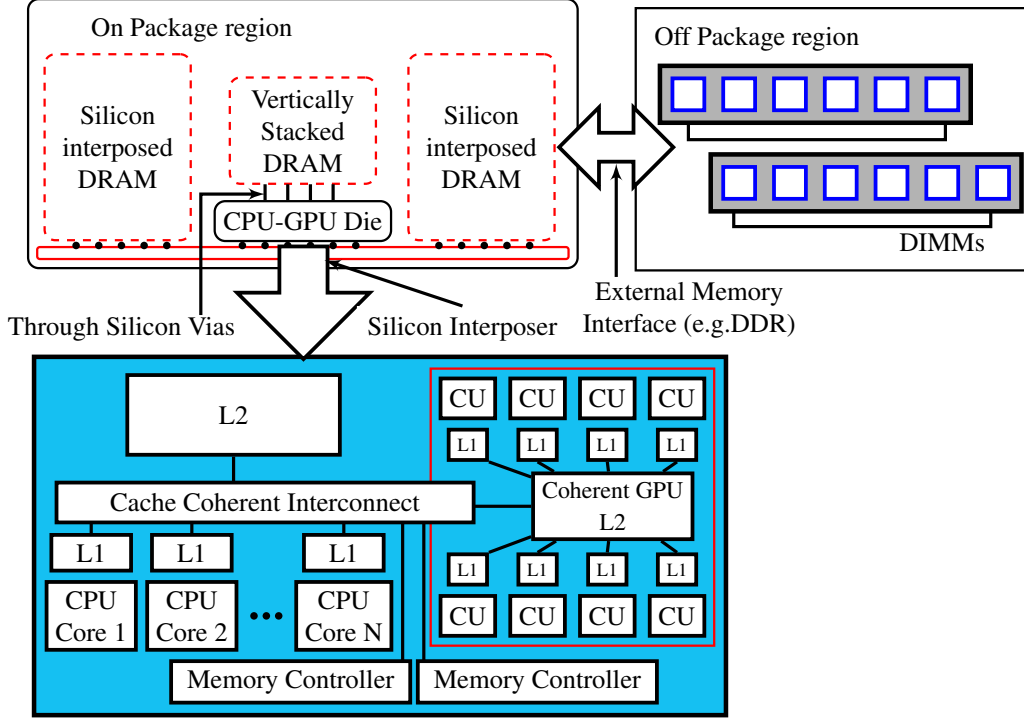 On Package region
Silicon
interposed
DRAM
Vertically
Stacked
DRAM
Silicon
interposed
DRAM
CPU-GPU Die
Off Package region
DIMMs
Through Silicon Vias
Silicon Interposer
External Memory
Interface (e.g.DDR)
L2
Cache Coherent Interconnect
L1
L1
L1
CPU
Core 1
CPU
Core 2
CPU
Core N
Memory Controller
Memory Controller
CU
CU
CU
CU
L1
L1
L1
L1
Coherent GPU
L2
L1
L1
L1
L1
CU
CU
CU
CU